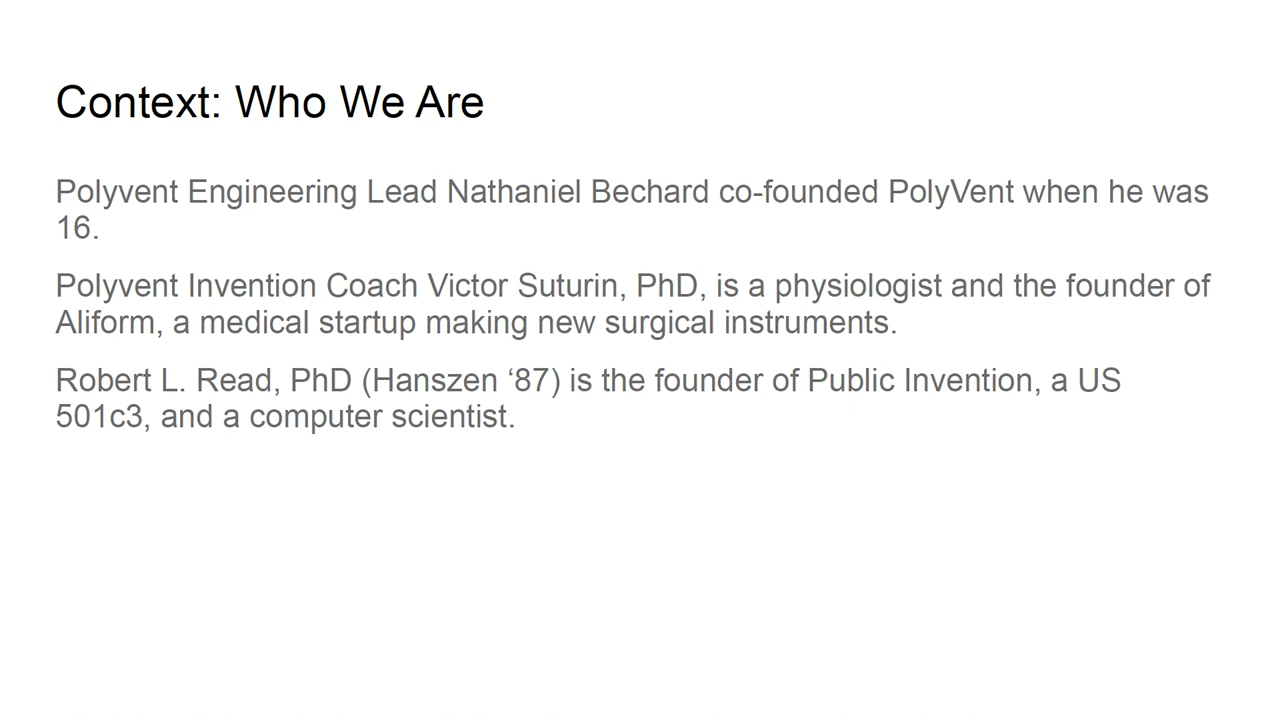 Context: Who We Are
Polyvent Engineering Lead Nathaniel Bechard co-founded PolyVent when he was
16.
Polyvent Invention Coach Victor Suturin, PhD, is a physiologist and the founder of
Aliform, a medical startup making new surgical instruments.
Robert L. Read, PhD (Hanszen ‘87) is the founder of Public Invention, a US
501c3, and a computer scientist.